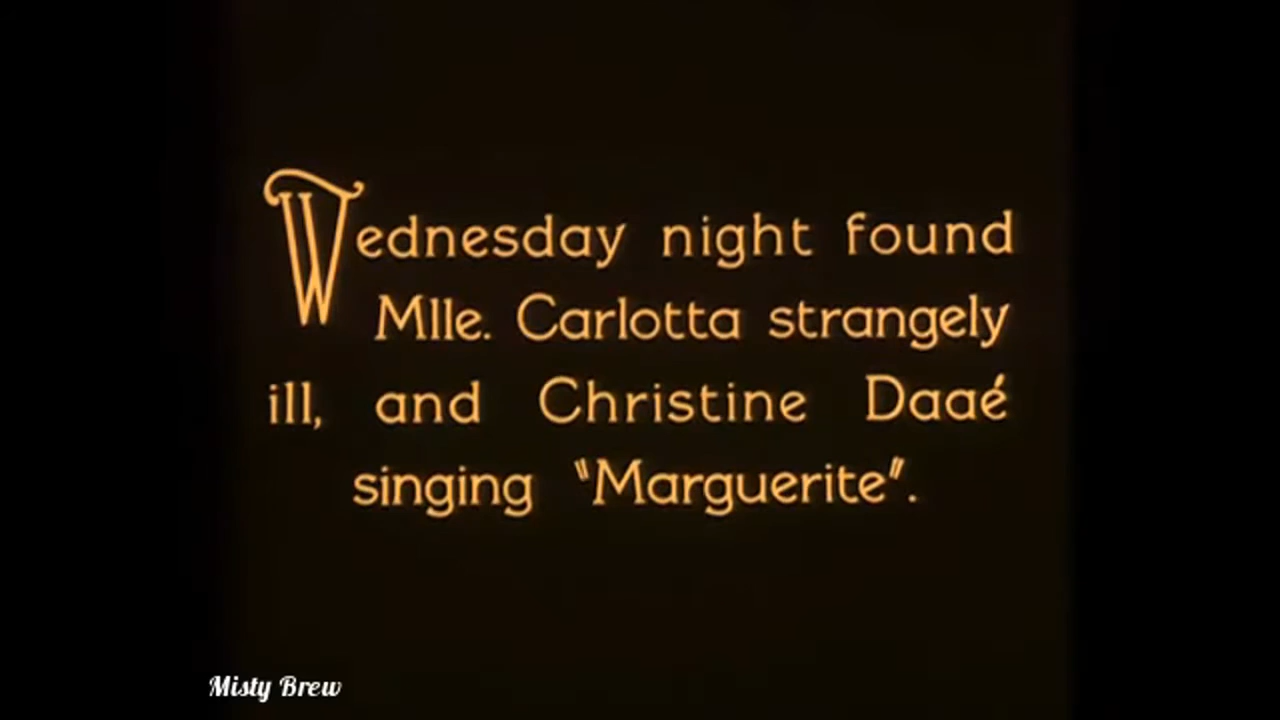 Wednesday night found
Mlle. Carlotta strangely
ill, and Christine Daaé
singing "Marguerite".
Misty Brew